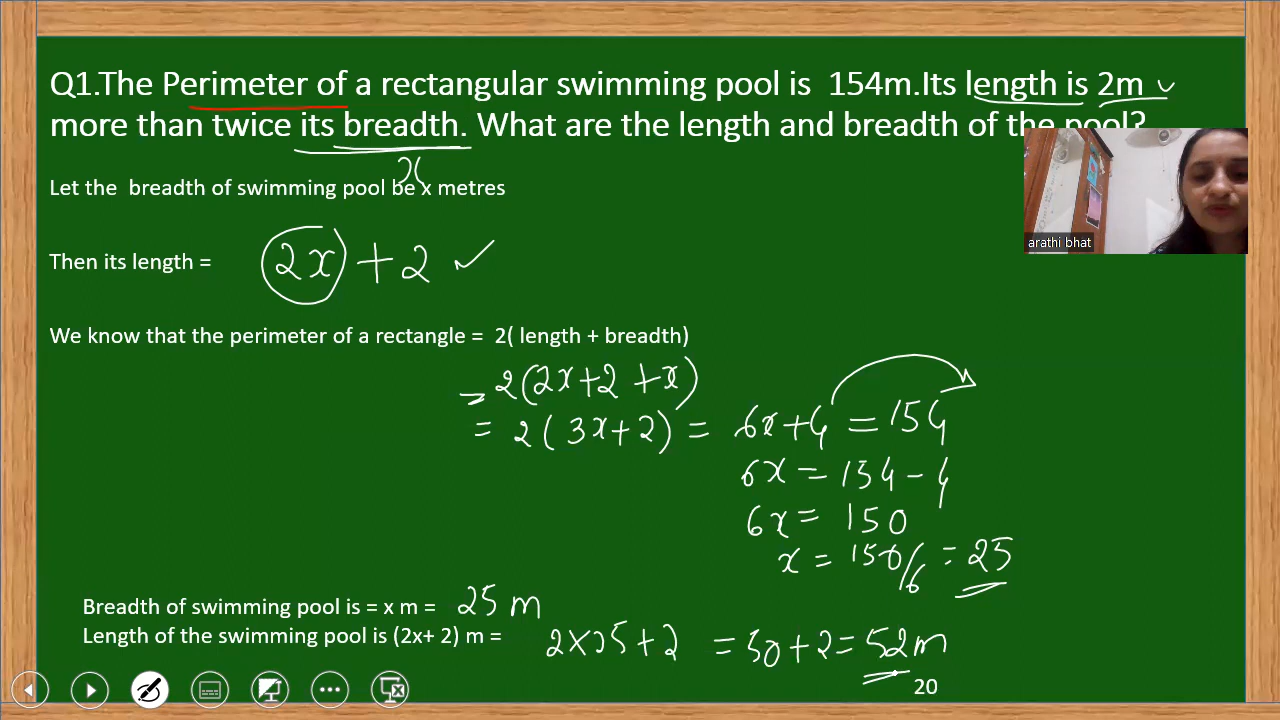 Q1.The Perimeter of a rectangular swimming pool is 154m.Its length is 2m
more than twice its breadth. What are the length and breadth of the pool?
Let the breadth of swimming pool be x metres
x
arathi bhat
Then its length = 2x + 2 ✓
We know that the perimeter of a rectangle = 2( length + breadth)
= 2(2x+2 +x)
= 2 ( 3x+2) = 6x+4 = 154
6x = 154 - 4
6x = 150
x = 150/6 = 25
Breadth of swimming pool is = x m = 25 m
Length of the swimming pool is (2x+ 2) m = 2x25+2 = 50+2 = 52m
20